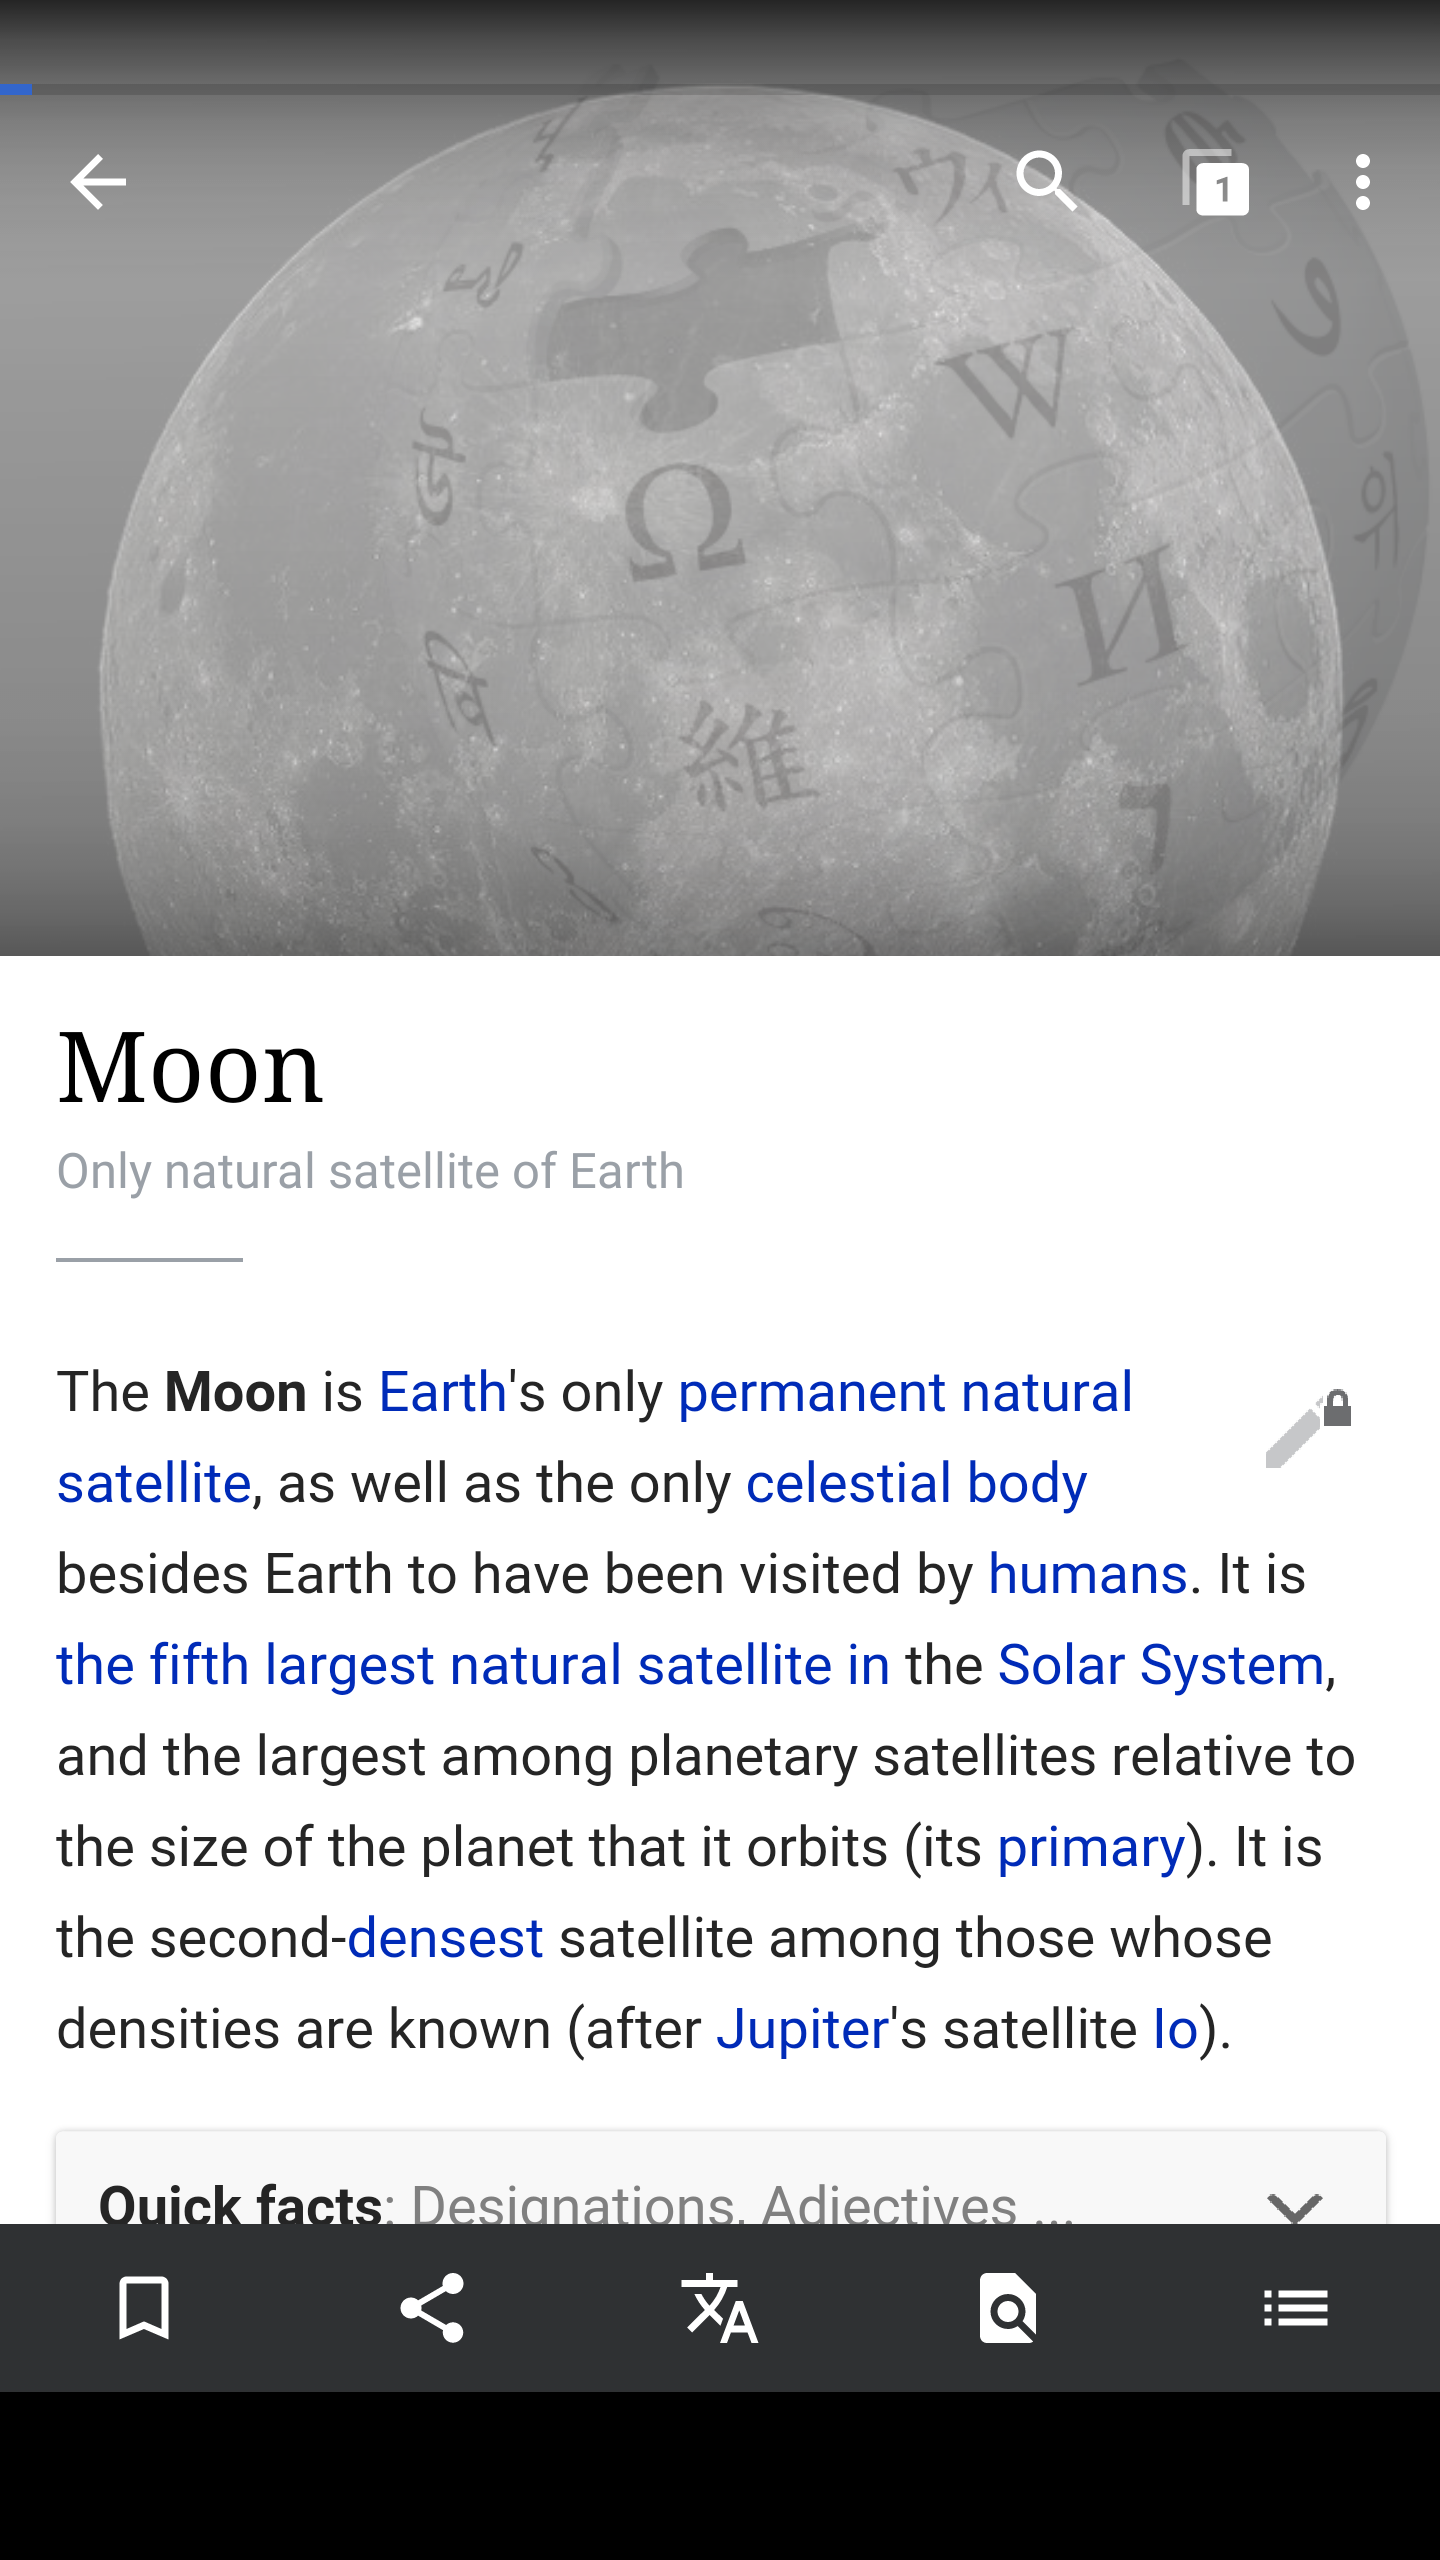 1
ウィ
W
Ω
И
維
위
Moon
Only natural satellite of Earth
The Moon is Earth's only permanent natural
satellite, as well as the only celestial body
besides Earth to have been visited by humans. It is
the fifth largest natural satellite in the Solar System,
and the largest among planetary satellites relative to
the size of the planet that it orbits (its primary). It is
the second-densest satellite among those whose
densities are known (after Jupiter's satellite Io).
Quick facts: Designations, Adjectives ...